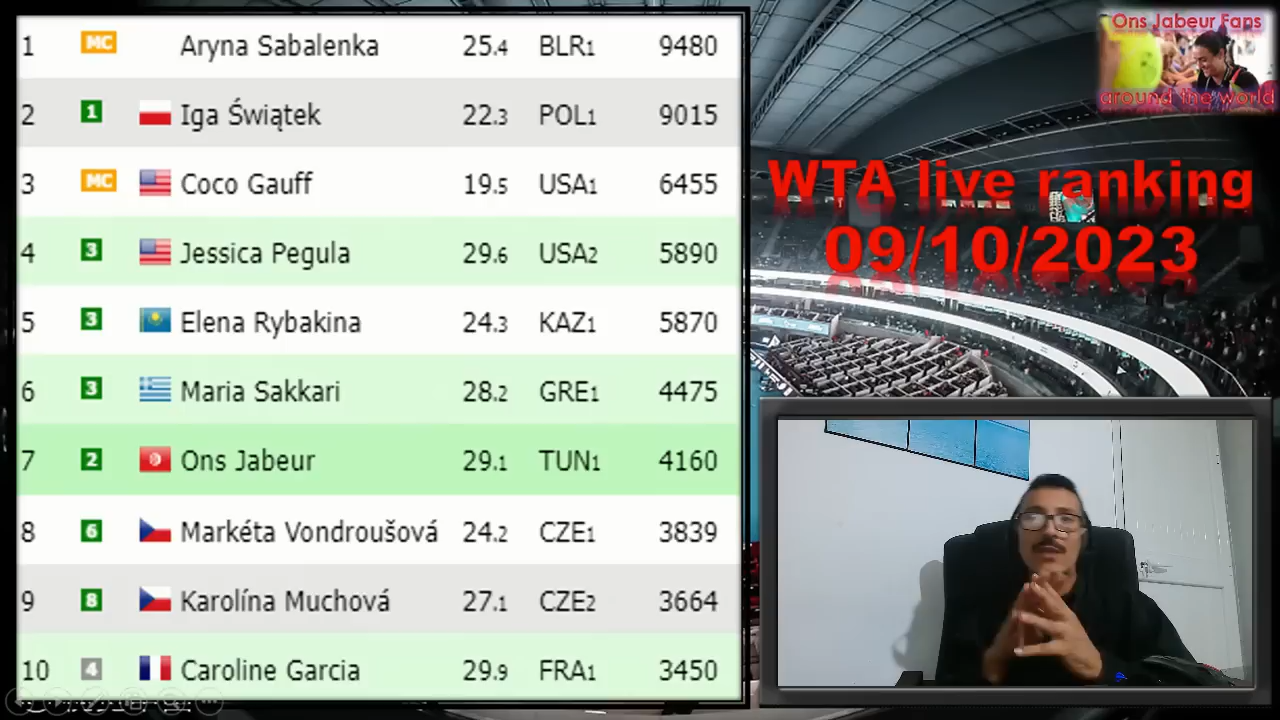 1 MC Aryna Sabalenka 25.4 BLR1 9480
2 1 Iga Świątek 22.3 POL1 9015
3 MC Coco Gauff 19.5 USA1 6455
4 3 Jessica Pegula 29.6 USA2 5890
5 3 Elena Rybakina 24.3 KAZ1 5870
6 3 Maria Sakkari 28.2 GRE1 4475
7 2 Ons Jabeur 29.1 TUN1 4160
8 6 Markéta Vondroušová 24.2 CZE1 3839
9 8 Karolína Muchová 27.1 CZE2 3664
10 4 Caroline Garcia 29.9 FRA1 3450
Ons Jabeur Fans
around the world
WTA live ranking
09/10/2023